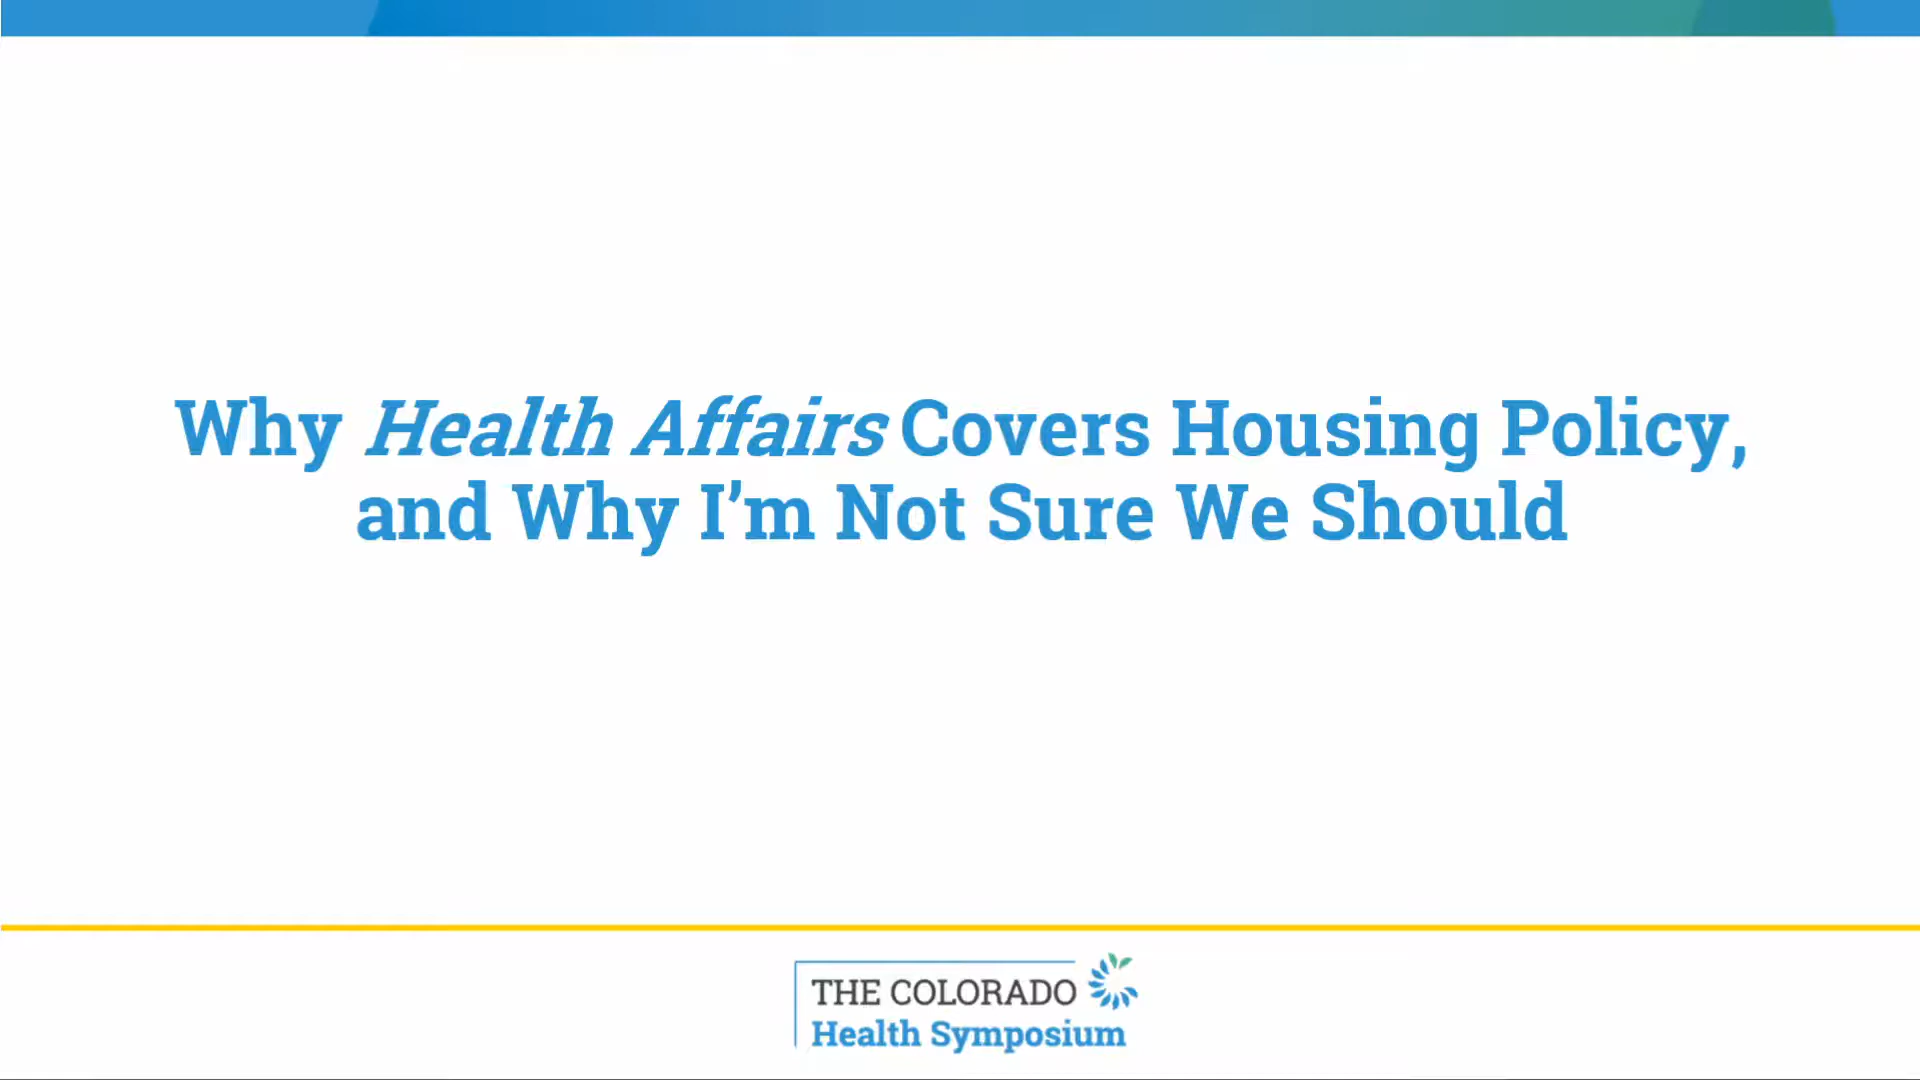 Why Health Affairs Covers Housing Policy,
and Why I’m Not Sure We Should
THE COLORADO
Health Symposium